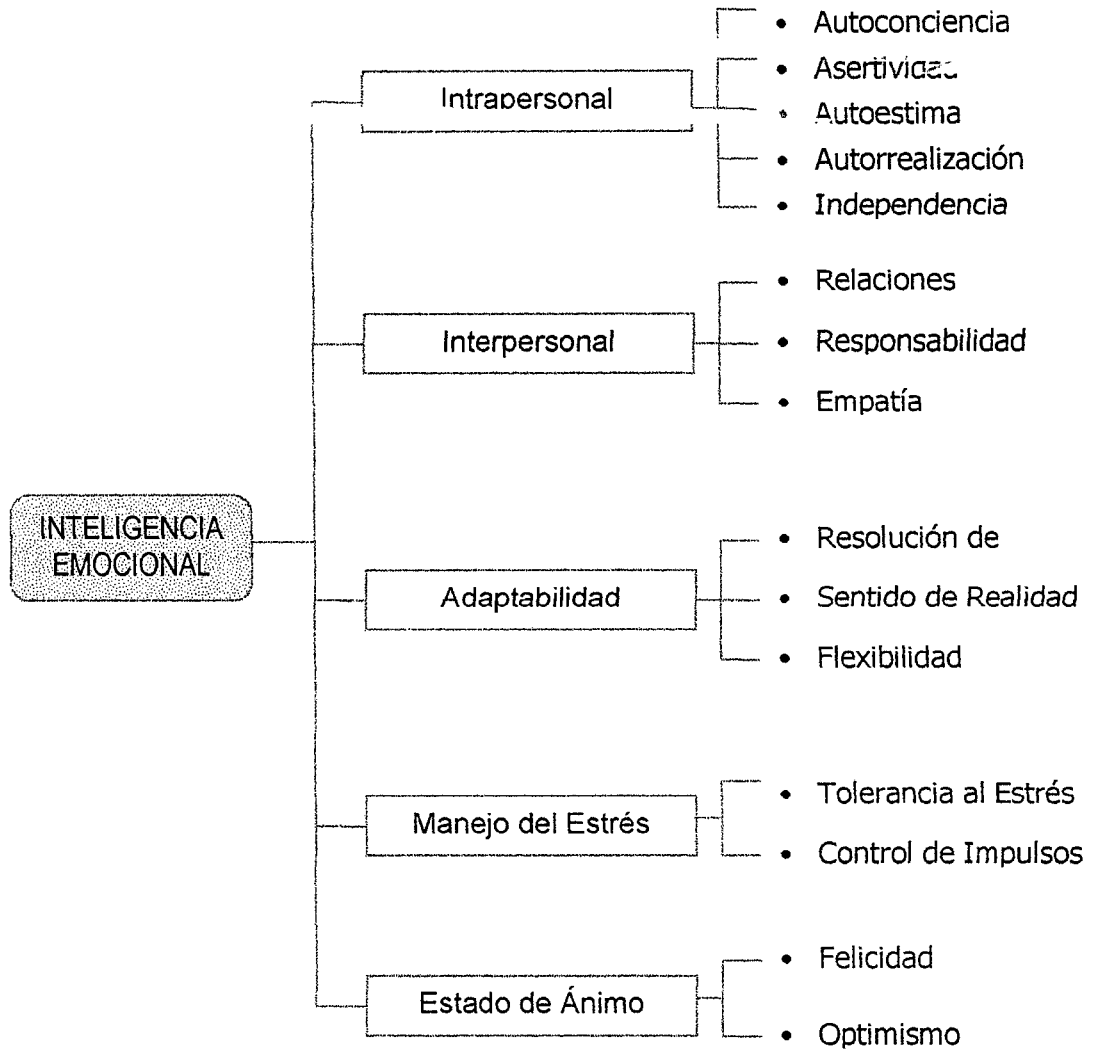 INTELIGENCIA
EMOCIONAL
Intrapersonal
• Autoconciencia
• Asertividad
• Autoestima
• Autorrealización
• Independencia
Interpersonal
• Relaciones
• Responsabilidad
• Empatía
Adaptabilidad
• Resolución de
• Sentido de Realidad
• Flexibilidad
Manejo del Estrés
• Tolerancia al Estrés
• Control de Impulsos
Estado de Ánimo
• Felicidad
• Optimismo